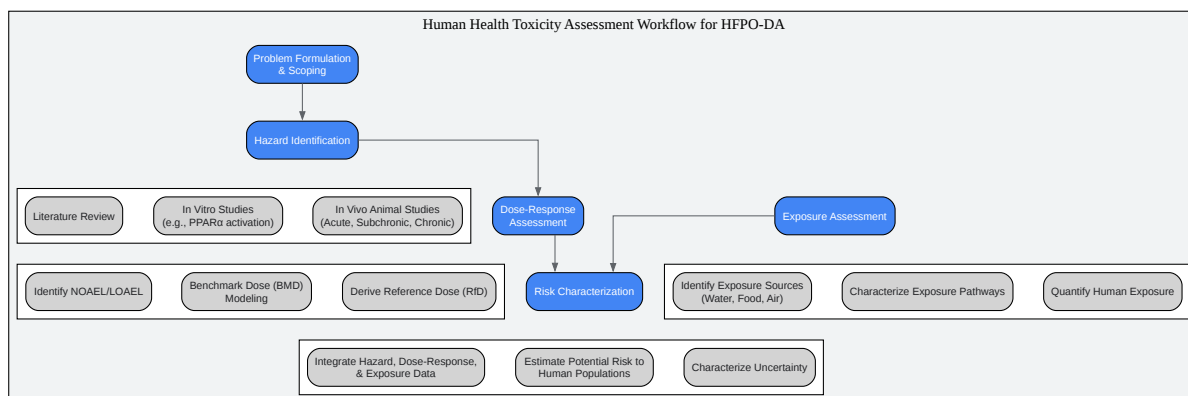 Human Health Toxicity Assessment Workflow for HFPO-DA
Problem Formulation
& Scoping
Hazard Identification
Literature Review
In Vitro Studies
(e.g., PPARα activation)
In Vivo Animal Studies
(Acute, Subchronic, Chronic)
Dose-Response
Assessment
Exposure Assessment
Identify NOAEL/LOAEL
Benchmark Dose (BMD)
Modeling
Derive Reference Dose (RfD)
Risk Characterization
Identify Exposure Sources
(Water, Food, Air)
Characterize Exposure Pathways
Quantify Human Exposure
Integrate Hazard, Dose-Response,
& Exposure Data
Estimate Potential Risk to
Human Populations
Characterize Uncertainty